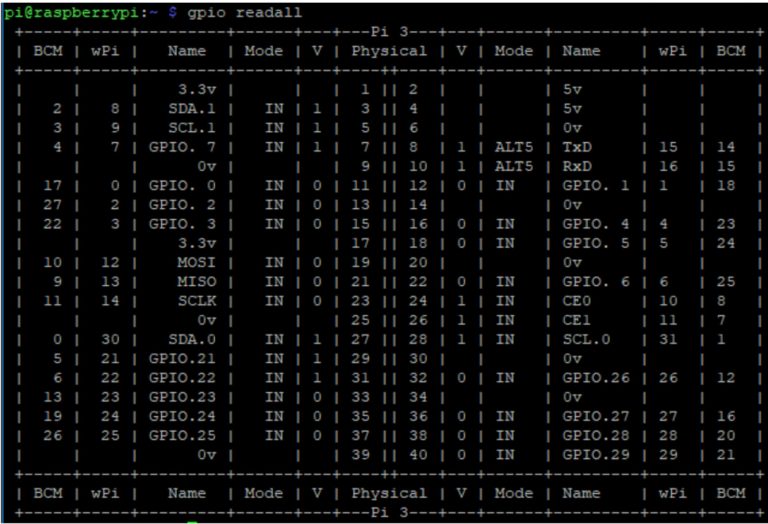 pi@raspberrypi:~ $ gpio readall
+-----+-----+---------+------+---+---Pi 3---+---+------+---------+-----+-----+
| BCM | wPi |   Name  | Mode | V | Physical | V | Mode | Name    | wPi | BCM |
+-----+-----+---------+------+---+----++----+---+------+---------+-----+-----+
|     |     |    3.3v |      |   |  1 || 2  |   |      | 5v      |     |     |
|   2 |   8 |   SDA.1 |   IN | 1 |  3 || 4  |   |      | 5v      |     |     |
|   3 |   9 |   SCL.1 |   IN | 1 |  5 || 6  |   |      | 0v      |     |     |
|   4 |   7 | GPIO. 7 |   IN | 1 |  7 || 8  | 1 | ALT5 | TxD     | 15  | 14  |
|     |     |      0v |      |   |  9 || 10 | 1 | ALT5 | RxD     | 16  | 15  |
|  17 |   0 | GPIO. 0 |   IN | 0 | 11 || 12 | 0 | IN   | GPIO. 1 | 1   | 18  |
|  27 |   2 | GPIO. 2 |   IN | 0 | 13 || 14 |   |      | 0v      |     |     |
|  22 |   3 | GPIO. 3 |   IN | 0 | 15 || 16 | 0 | IN   | GPIO. 4 | 4   | 23  |
|     |     |    3.3v |      |   | 17 || 18 | 0 | IN   | GPIO. 5 | 5   | 24  |
|  10 |  12 |    MOSI |   IN | 0 | 19 || 20 |   |      | 0v      |     |     |
|   9 |  13 |    MISO |   IN | 0 | 21 || 22 | 0 | IN   | GPIO. 6 | 6   | 25  |
|  11 |  14 |    SCLK |   IN | 0 | 23 || 24 | 1 | IN   | CE0     | 10  | 8   |
|     |     |      0v |      |   | 25 || 26 | 1 | IN   | CE1     | 11  | 7   |
|   0 |  30 |   SDA.0 |   IN | 1 | 27 || 28 | 1 | IN   | SCL.0   | 31  | 1   |
|   5 |  21 | GPIO.21 |   IN | 1 | 29 || 30 |   |      | 0v      |     |     |
|   6 |  22 | GPIO.22 |   IN | 1 | 31 || 32 | 0 | IN   | GPIO.26 | 26  | 12  |
|  13 |  23 | GPIO.23 |   IN | 0 | 33 || 34 |   |      | 0v      |     |     |
|  19 |  24 | GPIO.24 |   IN | 0 | 35 || 36 | 0 | IN   | GPIO.27 | 27  | 16  |
|  26 |  25 | GPIO.25 |   IN | 0 | 37 || 38 | 0 | IN   | GPIO.28 | 28  | 20  |
|     |     |      0v |      |   | 39 || 40 | 0 | IN   | GPIO.29 | 29  | 21  |
+-----+-----+---------+------+---+----++----+---+------+---------+-----+-----+
| BCM | wPi |   Name  | Mode | V | Physical | V | Mode | Name    | wPi | BCM |
+-----+-----+---------+------+---+---Pi 3---+---+------+---------+-----+-----+